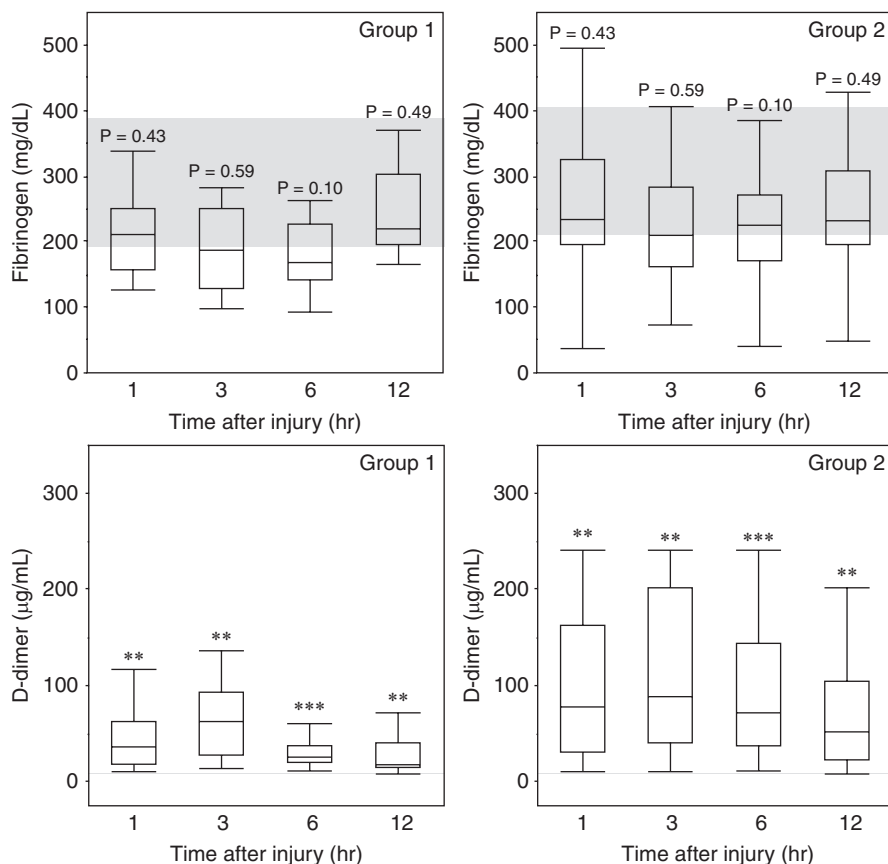 Group 1
Fibrinogen (mg/dL)
500
400
300
200
100
0
P = 0.43
P = 0.59
P = 0.10
P = 0.49
1 3 6 12
Time after injury (hr)
Group 2
Fibrinogen (mg/dL)
500
400
300
200
100
0
P = 0.43
P = 0.59
P = 0.10
P = 0.49
1 3 6 12
Time after injury (hr)
Group 1
D-dimer (μg/mL)
300
200
100
0
** ** *** **
1 3 6 12
Time after injury (hr)
Group 2
D-dimer (μg/mL)
300
200
100
0
** ** *** **
1 3 6 12
Time after injury (hr)